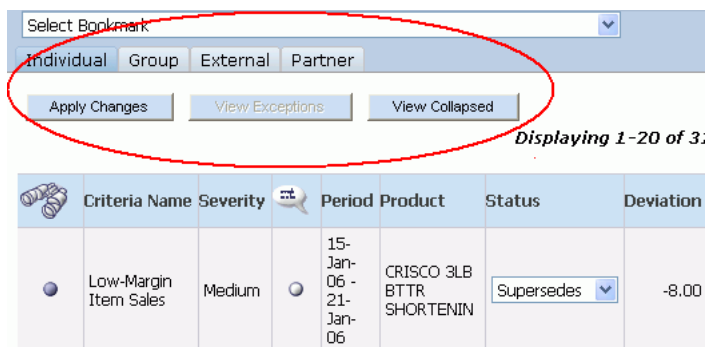 Select Bookmark
Individual Group External Partner
Apply Changes View Exceptions View Collapsed
Displaying 1-20 of 31
Criteria Name Severity Period Product Status Deviation
15-
Jan-
06 -
21-
Jan-
06
Low-Margin
Item Sales
Medium
CRISCO 3LB
BTTR
SHORTENIN
Supersedes
-8.00